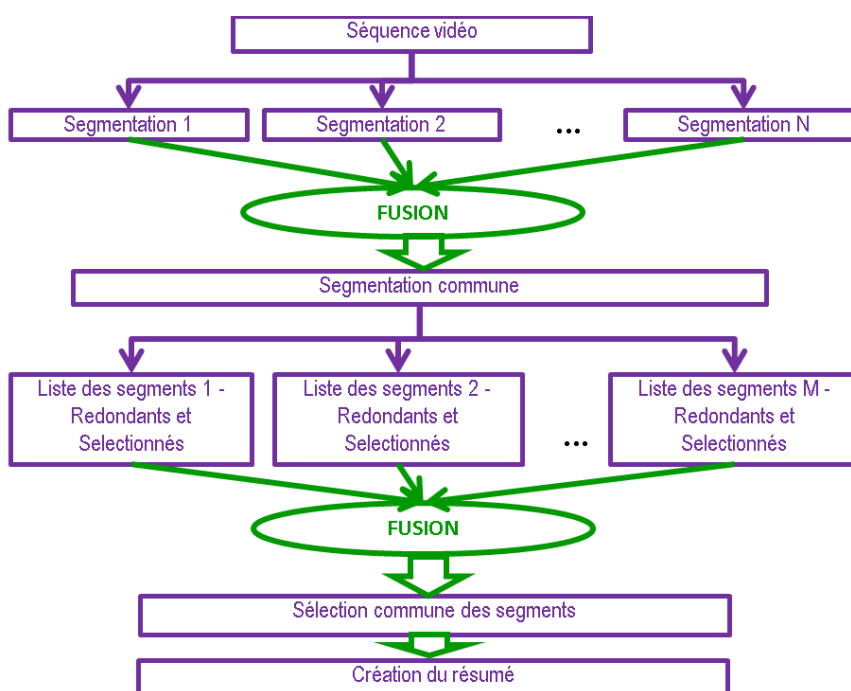 Séquence vidéo
Segmentation 1
Segmentation 2
...
Segmentation N
FUSION
Segmentation commune
Liste des segments 1 -
Redondants et
Selectionnés
Liste des segments 2 -
Redondants et
Selectionnés
...
Liste des segments M -
Redondants et
Selectionnés
FUSION
Sélection commune des segments
Création du résumé